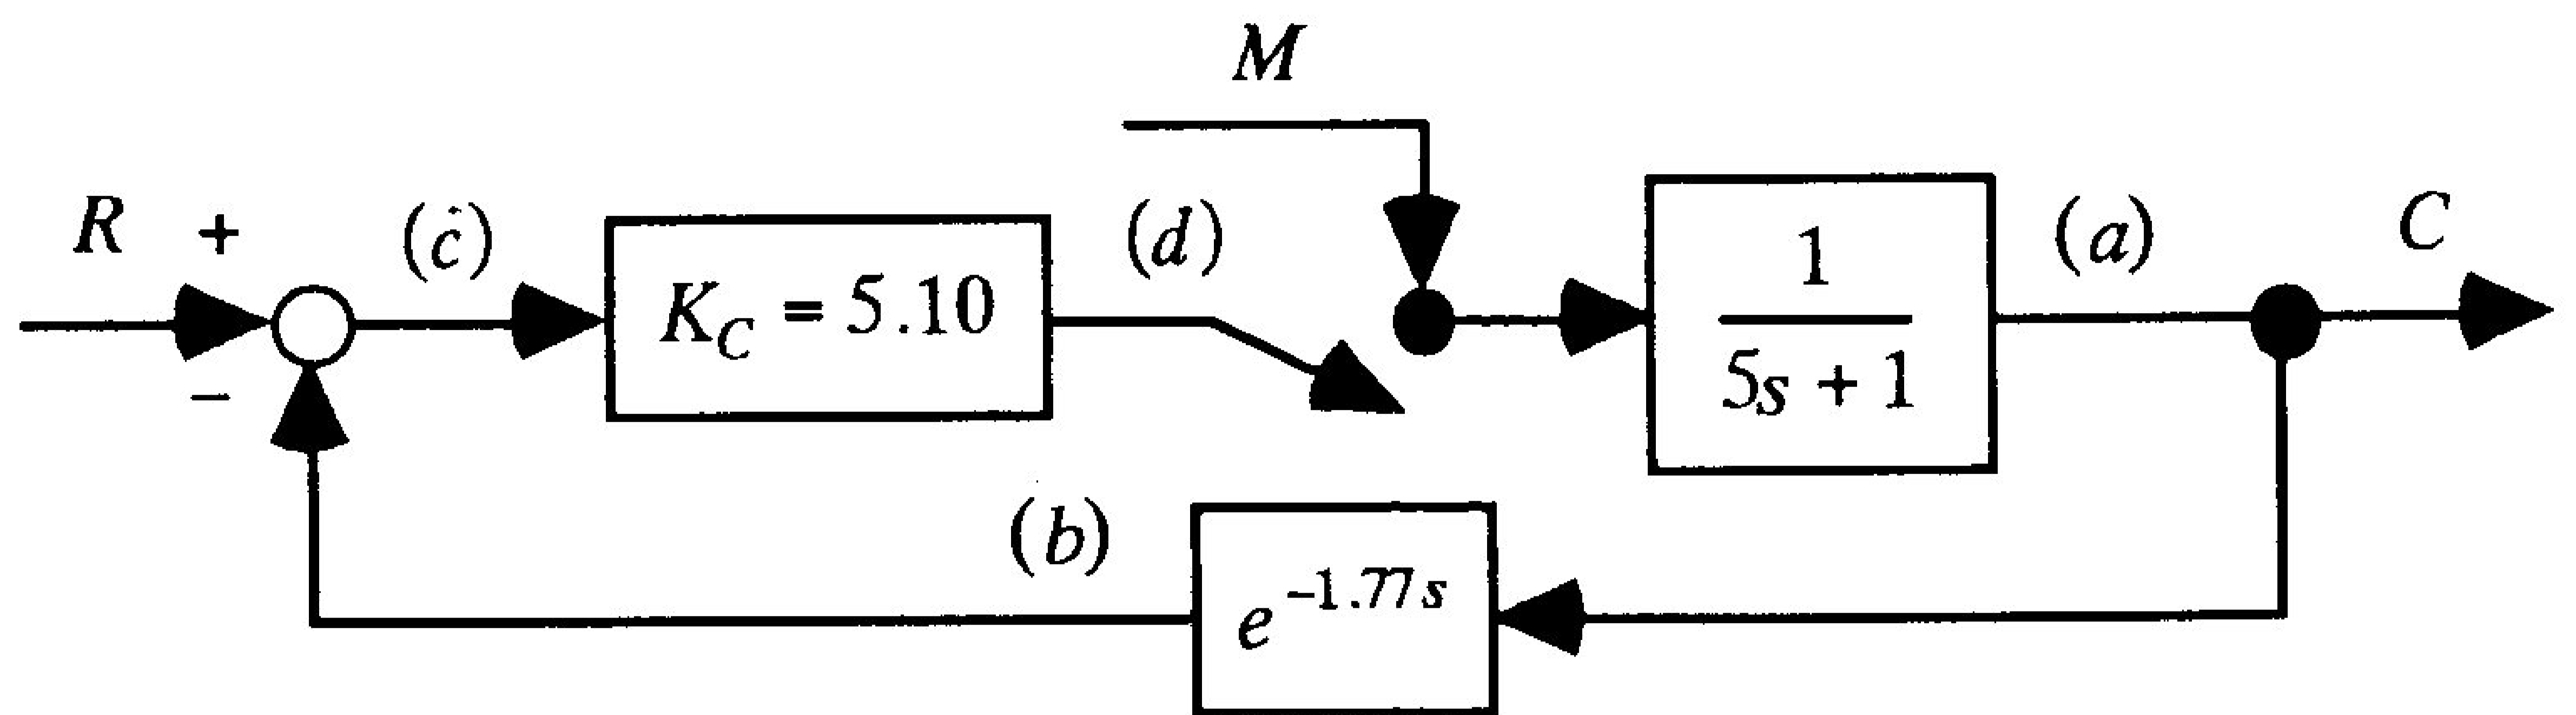 M
R + (c) K_C = 5.10 (d) 1 / 5s + 1 (a) C
−
(b) e^{−1.77s}